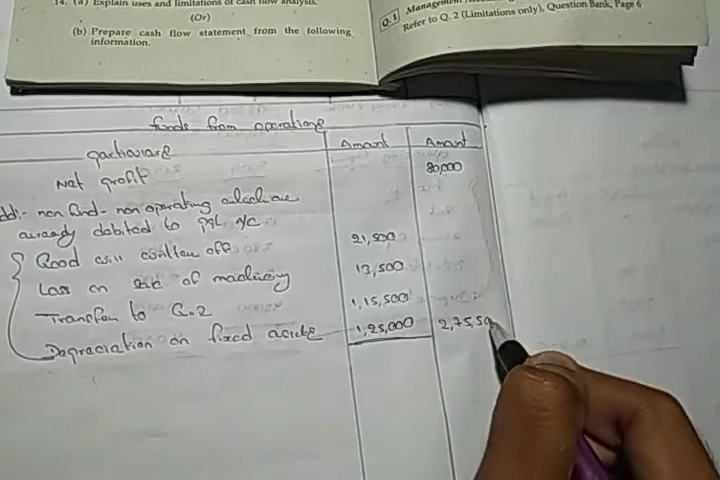 14. (a) Explain uses and limitations of cash flow analysis.
(Or)
(b) Prepare cash flow statement from the following
information.
Q.1 Management
Refer to Q. 2 (Limitations only), Question Bank, Page 6
Funds from operations
particulars Amount Amount
Net profit 80,000
Add:- non fund - non operating which are
already debited to P&L A/C
Good will written off 21,500
Loss on sale of machinery 13,500
Transfer to G.R 1,15,500
Depreciation on fixed assets 1,25,000 2,75,50